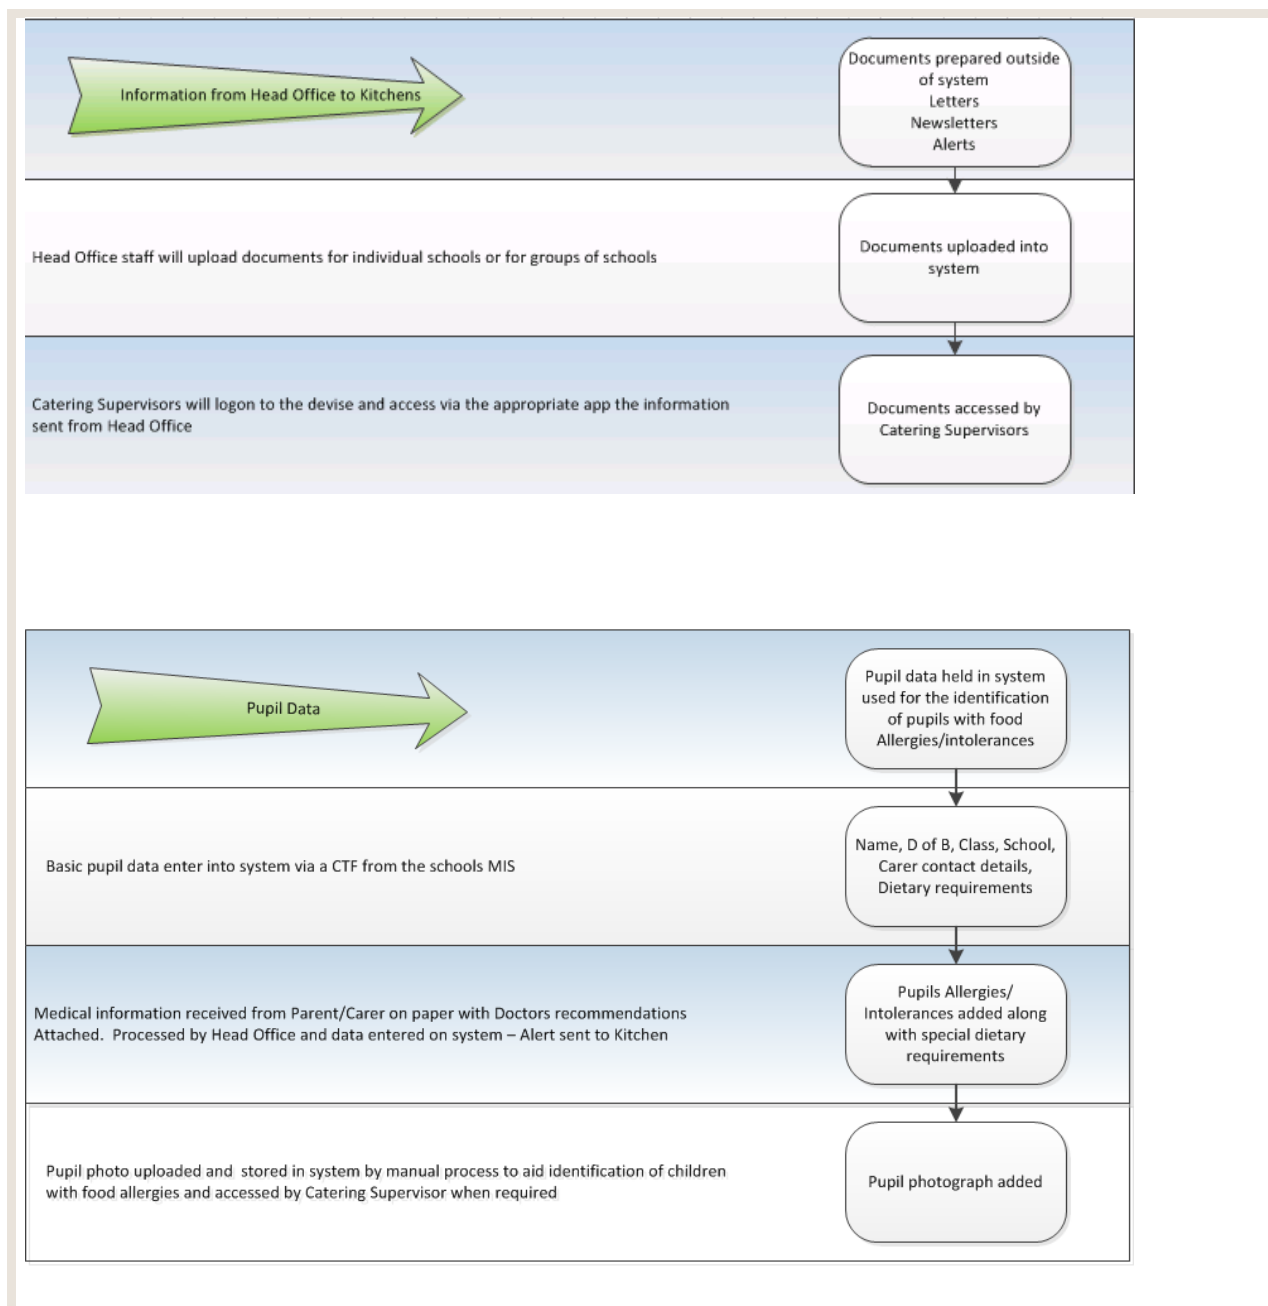 Information from Head Office to Kitchens
Documents prepared outside
of system
Letters
Newsletters
Alerts
Head Office staff will upload documents for individual schools or for groups of schools
Documents uploaded into
system
Catering Supervisors will logon to the devise and access via the appropriate app the information
sent from Head Office
Documents accessed by
Catering Supervisors
Pupil Data
Pupil data held in system
used for the identification
of pupils with food
Allergies/intolerances
Basic pupil data enter into system via a CTF from the schools MIS
Name, D of B, Class, School,
Carer contact details,
Dietary requirements
Medical information received from Parent/Carer on paper with Doctors recommendations
Attached.  Processed by Head Office and data entered on system – Alert sent to Kitchen
Pupils Allergies/
Intolerances added along
with special dietary
requirements
Pupil photo uploaded and  stored in system by manual process to aid identification of children
with food allergies and accessed by Catering Supervisor when required
Pupil photograph added